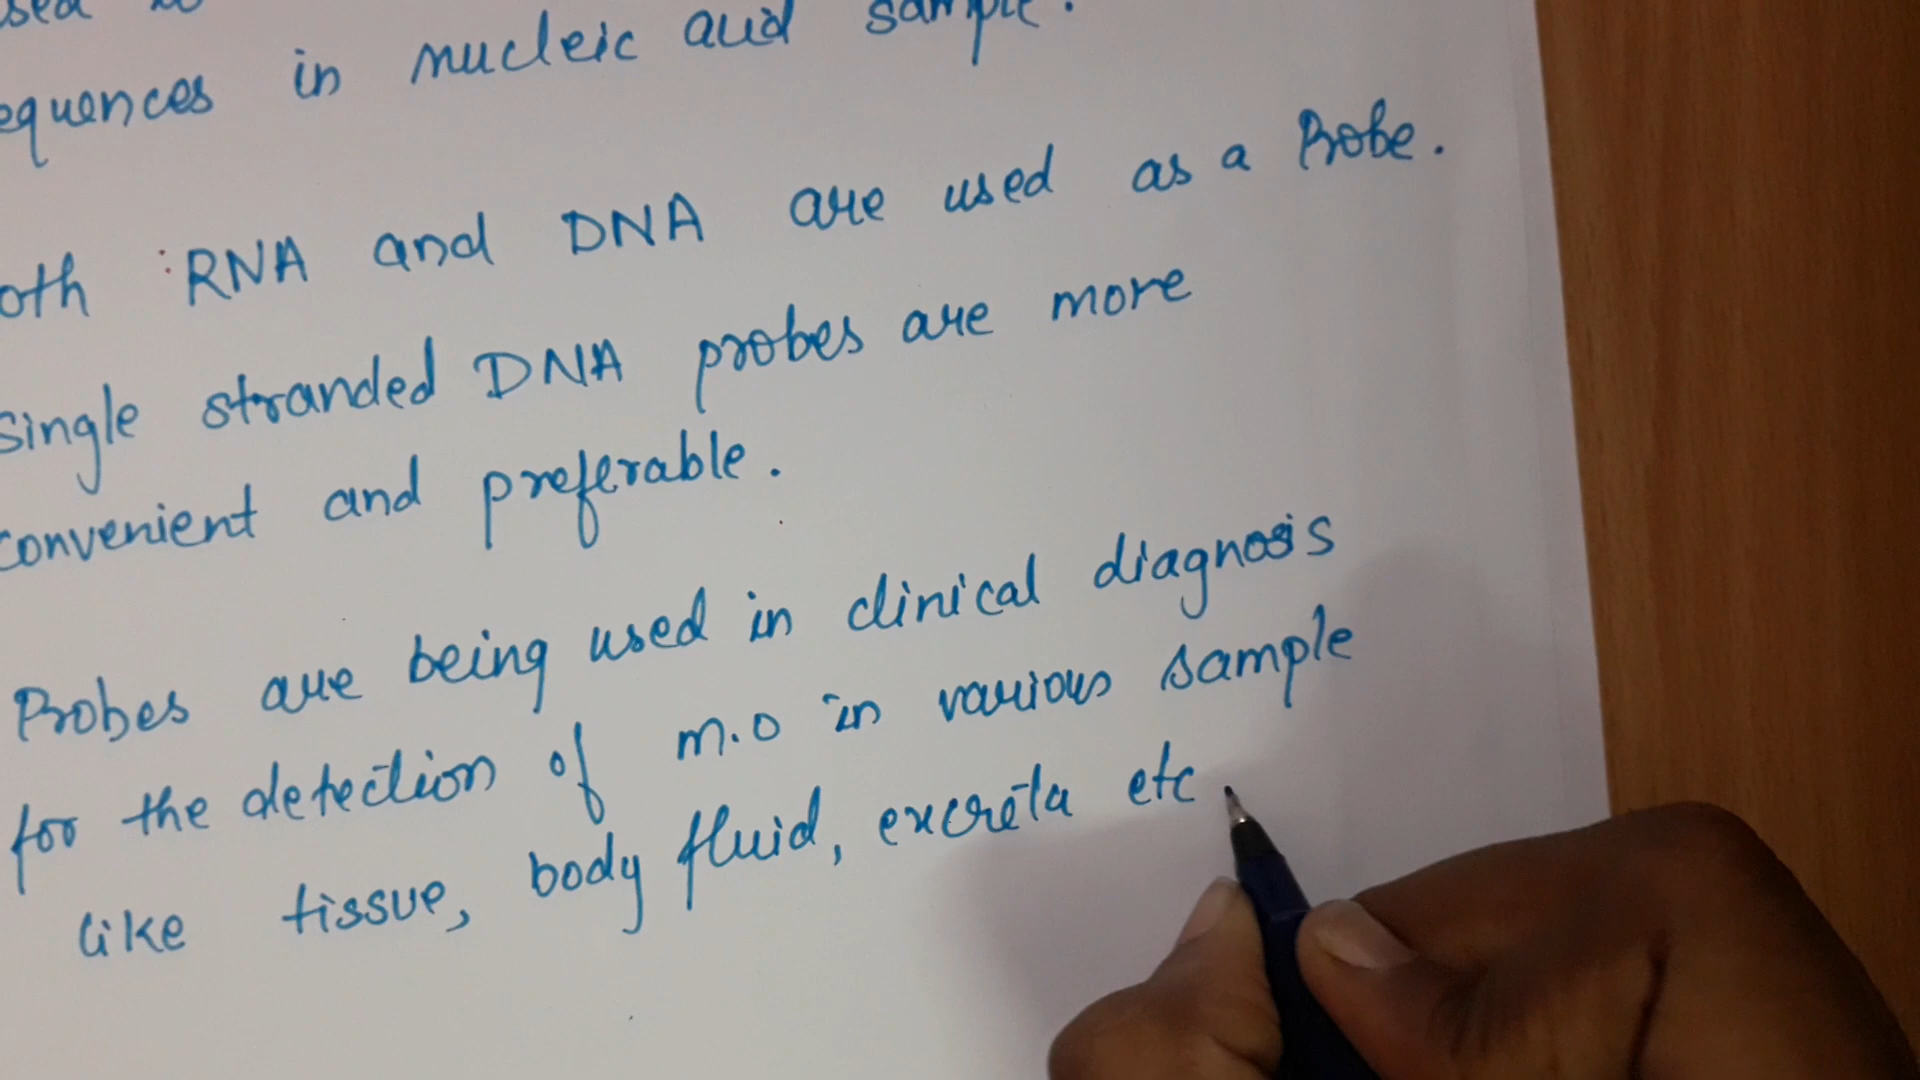 equences in nucleic acid sample.
oth RNA and DNA are used as a Probe.
single stranded DNA probes are more
convenient and preferable.
Probes are being used in clinical diagnosis
for the detection of m.o in various sample
like tissue, body fluid, excreta etc.